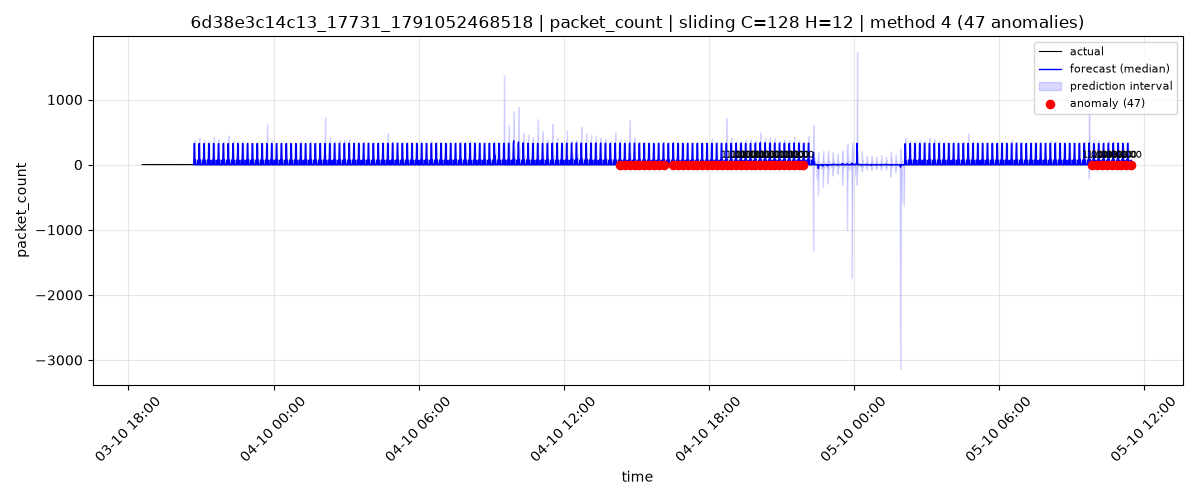 6d38e3c14c13_17731_1791052468518 | packet_count | sliding C=128 H=12 | method 4 (47 anomalies)
actual
forecast (median)
prediction interval
anomaly (47)
packet_count
1000
0
−1000
−2000
−3000
03-10 18:00
04-10 00:00
04-10 06:00
04-10 12:00
04-10 18:00
05-10 00:00
05-10 06:00
05-10 12:00
time